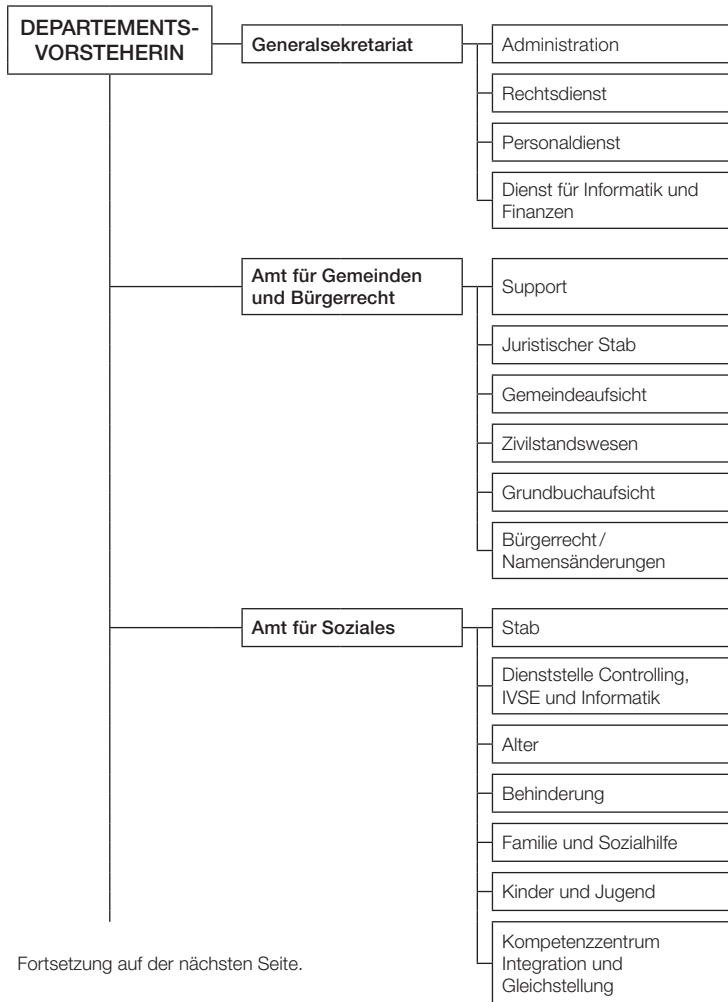 DEPARTEMENTS-
VORSTEHERIN
Generalsekretariat
Administration
Rechtsdienst
Personaldienst
Dienst für Informatik und
Finanzen
Amt für Gemeinden
und Bürgerrecht
Support
Juristischer Stab
Gemeindeaufsicht
Zivilstandswesen
Grundbuchaufsicht
Bürgerrecht/
Namensänderungen
Amt für Soziales
Stab
Dienststelle Controlling,
IVSE und Informatik
Alter
Behinderung
Familie und Sozialhilfe
Kinder und Jugend
Kompetenzzentrum
Integration und
Gleichstellung
Fortsetzung auf der nächsten Seite.